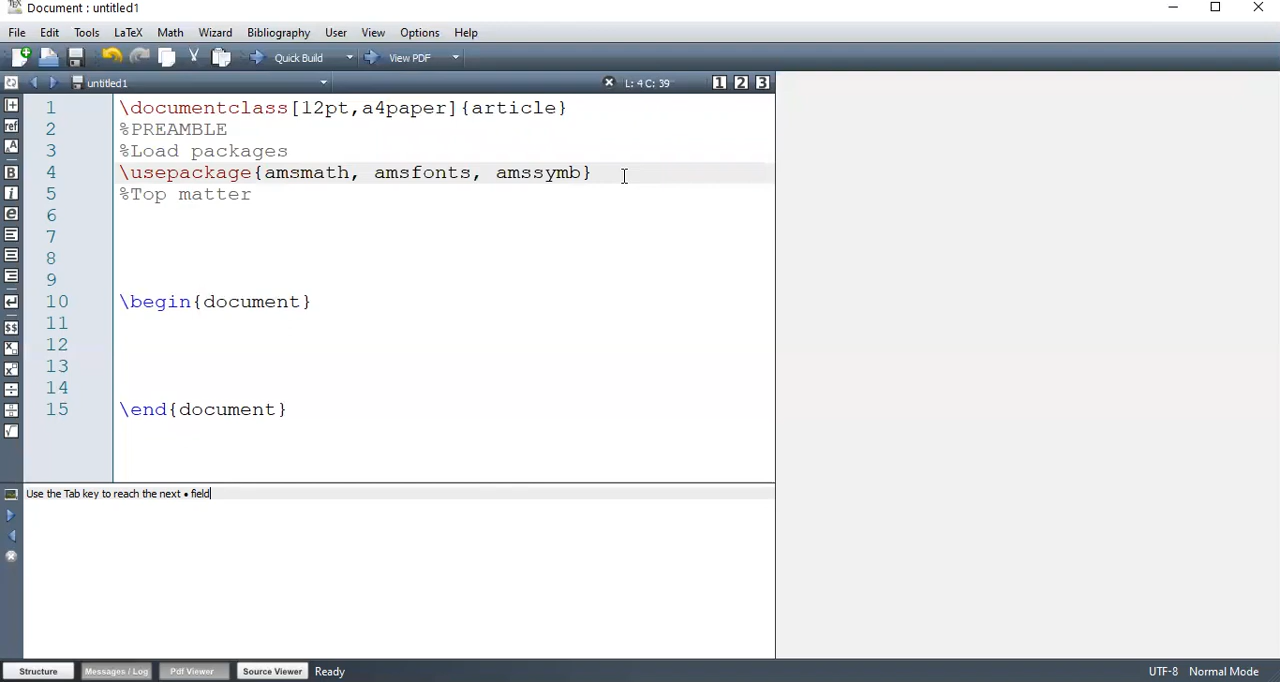 Document : untitled1
File Edit Tools LaTeX Math Wizard Bibliography User View Options Help
Quick Build View PDF
untitled1 L: 4 C: 39 1 2 3
1 \documentclass[12pt,a4paper]{article}
2 %PREAMBLE
3 %Load packages
4 \usepackage{amsmath, amsfonts, amssymb}
5 %Top matter
6
7
8
9
10 \begin{document}
11
12
13
14
15 \end{document}
Use the Tab key to reach the next • field
Structure Messages / Log Pdf Viewer Source Viewer Ready UTF-8 Normal Mode